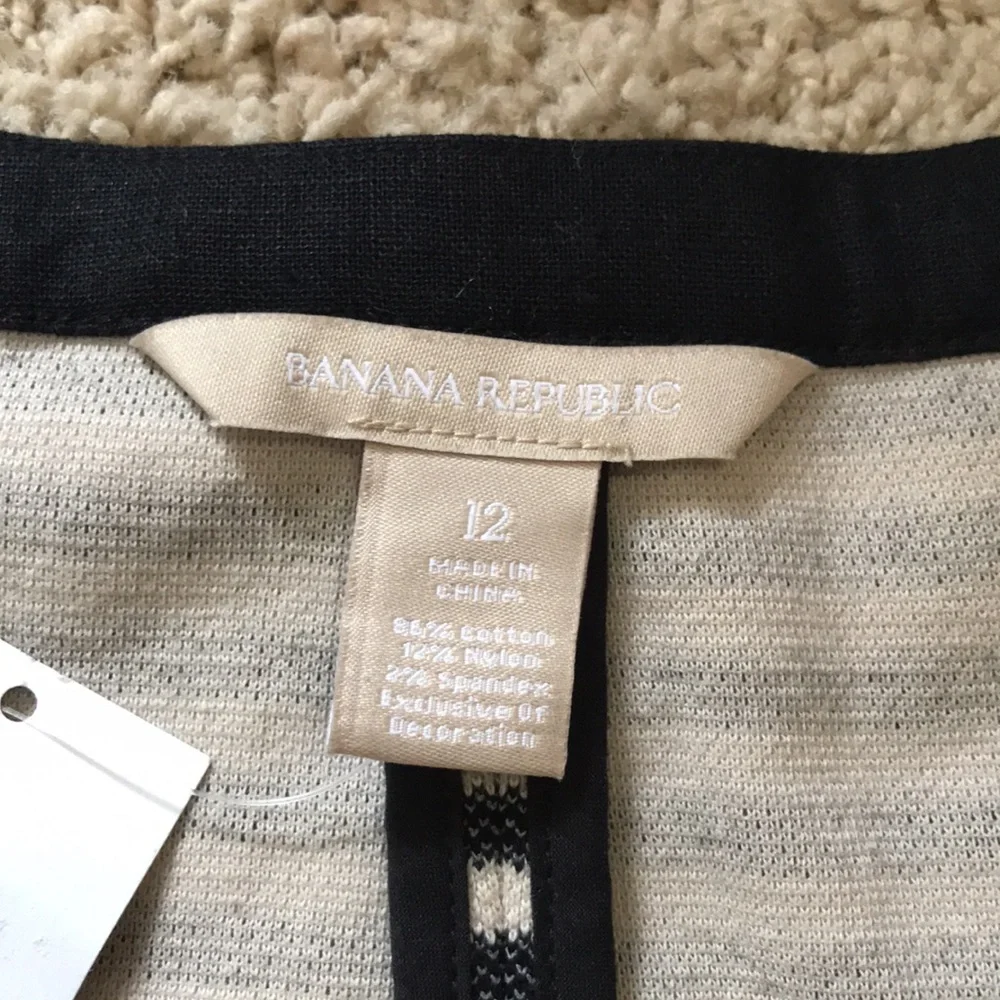 BANANA REPUBLIC
12
MADE IN
CHINA
86% Cotton
12% Nylon
2% Spandex
Exclusive Of
Decoration